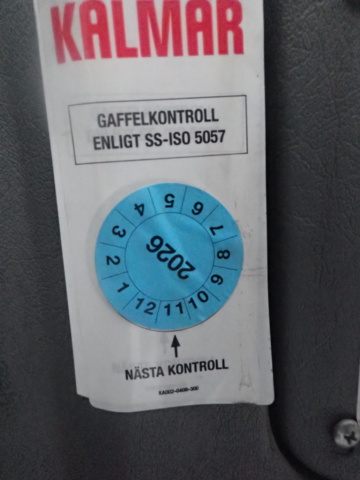 KALMAR
GAFFELKONTROLL
ENLIGT SS-ISO 5057
1 2 3 4 5 6 7 8 9 10 11 12
2026
NÄSTA KONTROLL